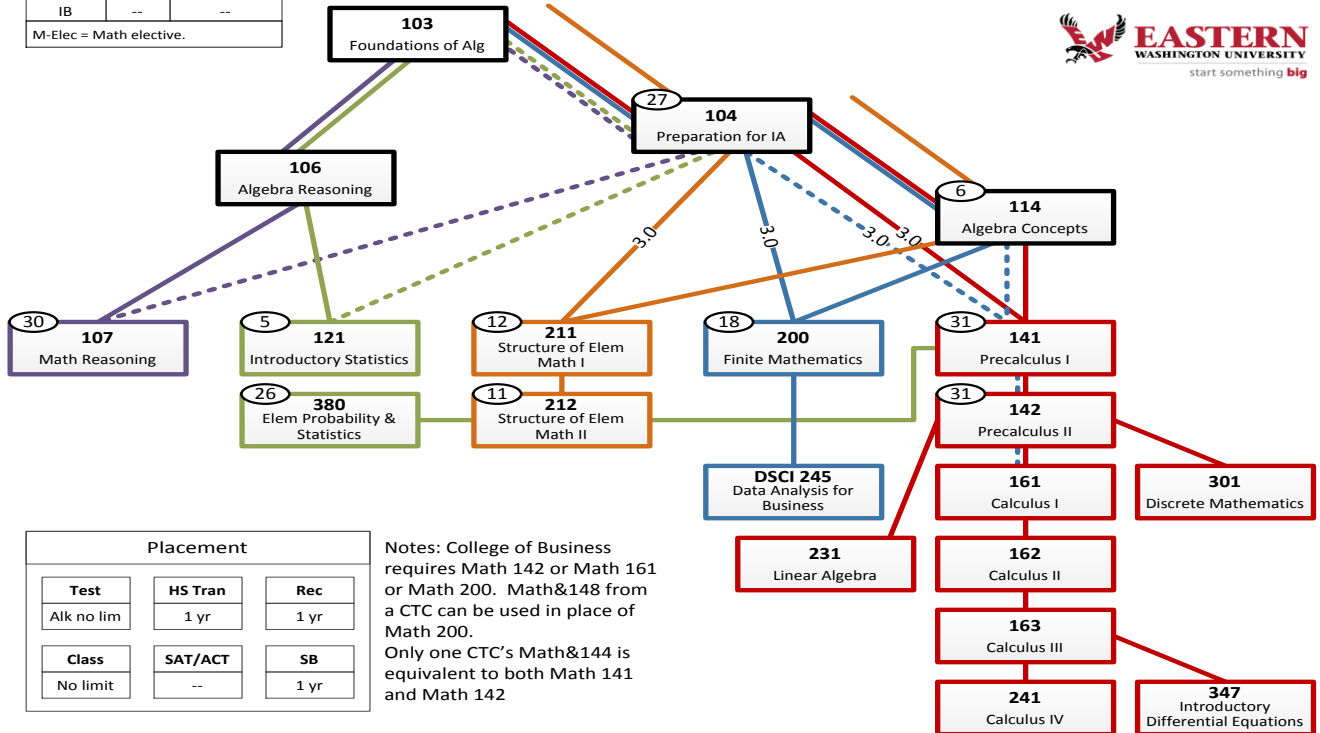 IB -- --
M-Elec = Math elective.
103
Foundations of Alg
EASTERN
WASHINGTON UNIVERSITY
start something big
27
104
Preparation for IA
106
Algebra Reasoning
6
114
Algebra Concepts
3.0
3.0
3.0
3.0
30
107
Math Reasoning
5
121
Introductory Statistics
12
211
Structure of Elem
Math I
18
200
Finite Mathematics
31
141
Precalculus I
26
380
Elem Probability &
Statistics
11
212
Structure of Elem
Math II
31
142
Precalculus II
DSCI 245
Data Analysis for
Business
161
Calculus I
301
Discrete Mathematics
231
Linear Algebra
162
Calculus II
163
Calculus III
241
Calculus IV
347
Introductory
Differential Equations
Placement
Test HS Tran Rec
Alk no lim 1 yr 1 yr
Class SAT/ACT SB
No limit -- 1 yr
Notes: College of Business
requires Math 142 or Math 161
or Math 200. Math&148 from
a CTC can be used in place of
Math 200.
Only one CTC’s Math&144 is
equivalent to both Math 141
and Math 142